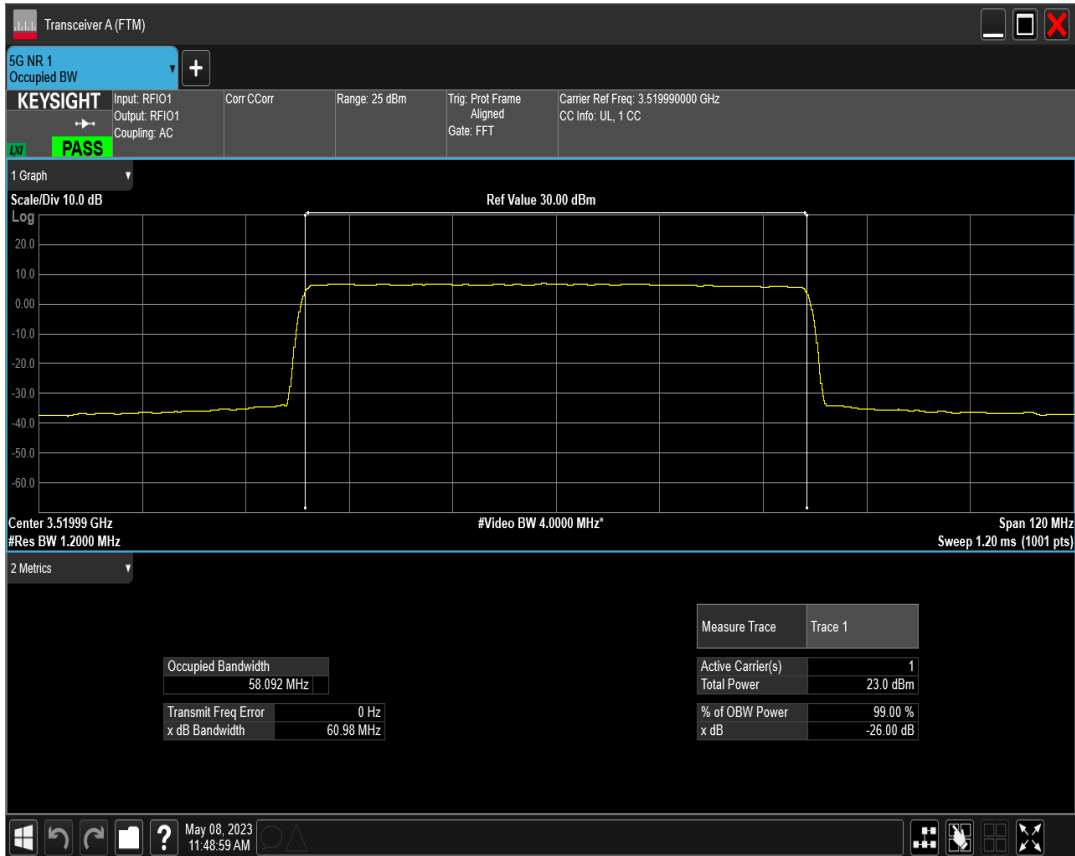 Transceiver A (FTM)
5G NR 1
Occupied BW
+
KEYSIGHT
LXI
PASS
Input: RFIO1
Output: RFIO1
Coupling: AC
Corr CCorr
Range: 25 dBm
Trig: Prot Frame
Aligned
Gate: FFT
Carrier Ref Freq: 3.519990000 GHz
CC Info: UL, 1 CC
1 Graph
Scale/Div 10.0 dB
Ref Value 30.00 dBm
Log
20.0
10.0
0.00
-10.0
-20.0
-30.0
-40.0
-50.0
-60.0
Center 3.51999 GHz
#Video BW 4.0000 MHz*
Span 120 MHz
#Res BW 1.2000 MHz
Sweep 1.20 ms (1001 pts)
2 Metrics
Measure Trace Trace 1
Occupied Bandwidth
58.092 MHz
Active Carrier(s) 1
Total Power 23.0 dBm
Transmit Freq Error 0 Hz
x dB Bandwidth 60.98 MHz
% of OBW Power 99.00 %
x dB -26.00 dB
?
May 08, 2023
11:48:59 AM